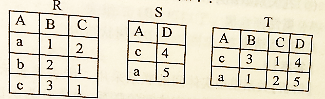 R
A B C
a 1 2
b 2 1
c 3 1
S
A D
c 4
a 5
T
A B C D
c 3 1 4
a 1 2 5